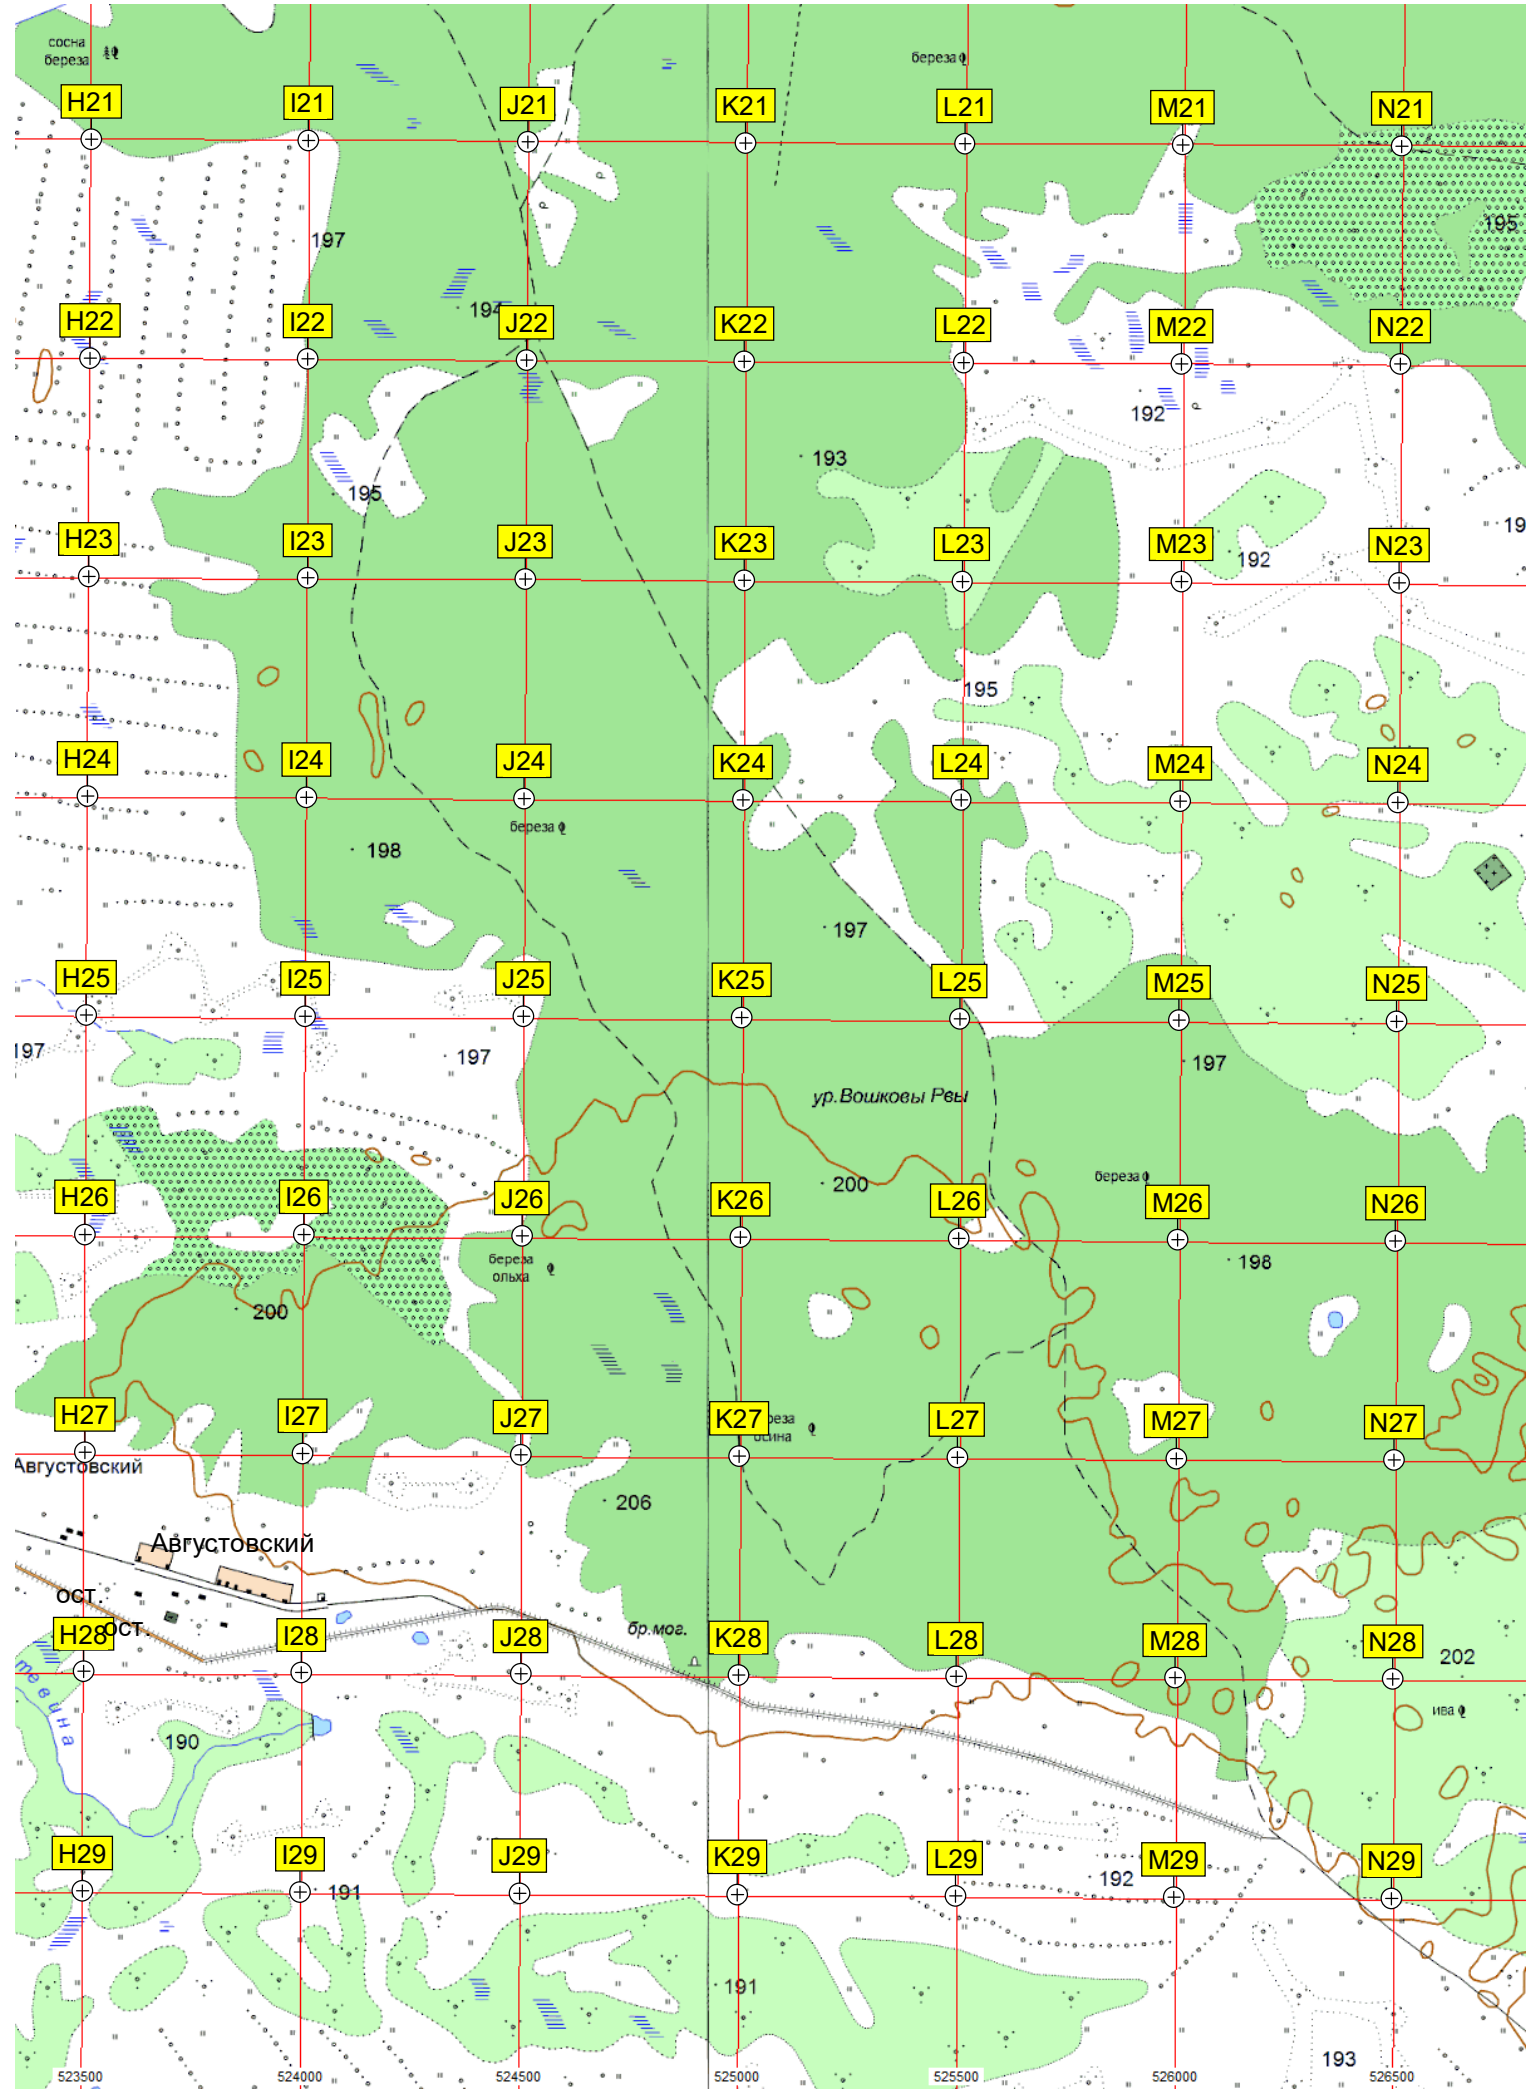 сосна
береза
береза
H21 I21 J21 K21 L21 M21 N21
195
197
194
H22 I22 J22 K22 L22 M22 N22
192
193
195
19
H23 I23 J23 K23 L23 M23 N23
192
195
H24 I24 J24 K24 L24 M24 N24
береза
198
197
H25 I25 J25 K25 L25 M25 N25
197
197
197
ур.Вошковы Рвы
береза
200
H26 I26 J26 K26 L26 M26 N26
береза
ольха
198
200
H27 I27 J27 K27 L27 M27 N27
осина
Августовский
206
Августовский
ост.
ост.
бр.мог.
H28 I28 J28 K28 L28 M28 N28
202
тевина
ива
190
H29 I29 J29 K29 L29 M29 N29
192
191
191
193
523500 524000 524500 525000 525500 526000 526500